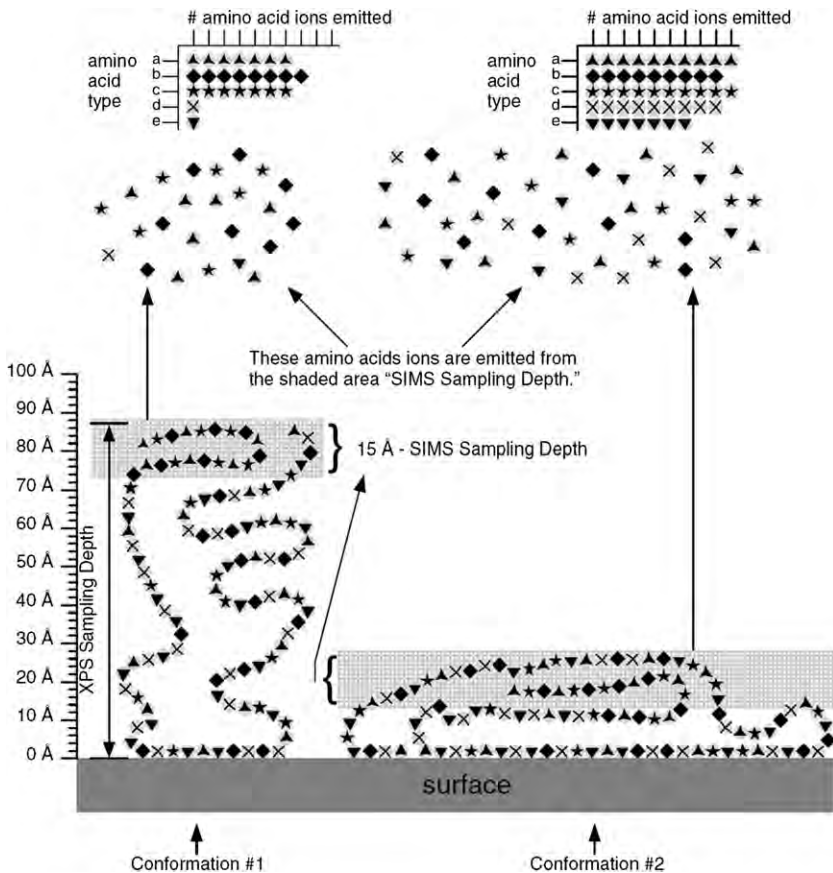 # amino acid ions emitted
# amino acid ions emitted
amino
acid
type
a
b
c
d
e
amino
acid
type
a
b
c
d
e
These amino acids ions are emitted from
the shaded area “SIMS Sampling Depth.”
100 Å
90 Å
80 Å
70 Å
60 Å
50 Å
40 Å
30 Å
20 Å
10 Å
0 Å
XPS Sampling Depth
15 Å - SIMS Sampling Depth
surface
Conformation #1
Conformation #2